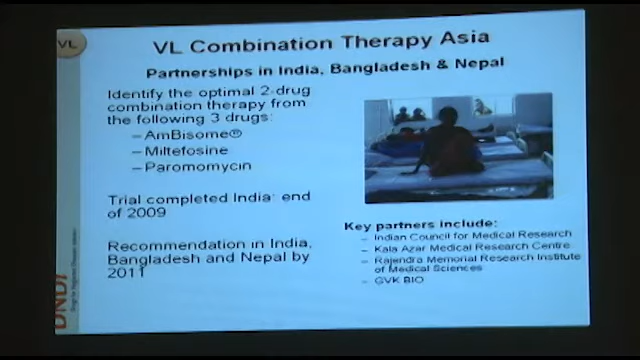 VL
VL Combination Therapy Asia
Partnerships in India, Bangladesh & Nepal
Identify the optimal 2-drug
combination therapy from
the following 3 drugs:
– AmBisome®
– Miltefosine
– Paromomycin
Trial completed India: end
of 2009
Recommendation in India,
Bangladesh and Nepal by
2011
Key partners include:
– Indian Council for Medical Research
– Kala Azar Medical Research Centre
– Rajendra Memorial Research Institute
of Medical Sciences
– GVK BIO
DNDi